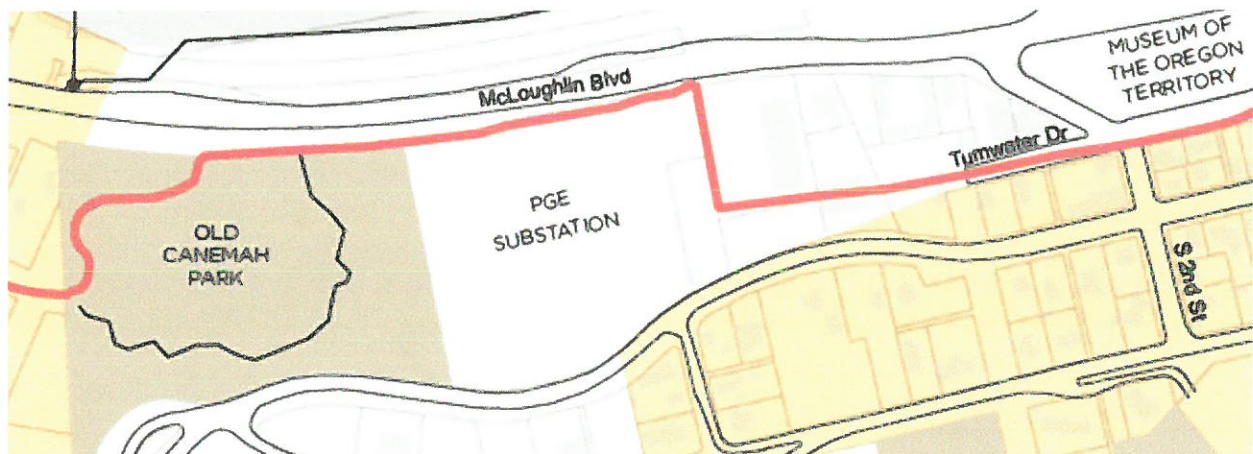 MUSEUM OF
THE OREGON
TERRITORY
McLoughlin Blvd
Tumwater Dr
PGE
SUBSTATION
OLD
CANEMAH
PARK
S 2nd St